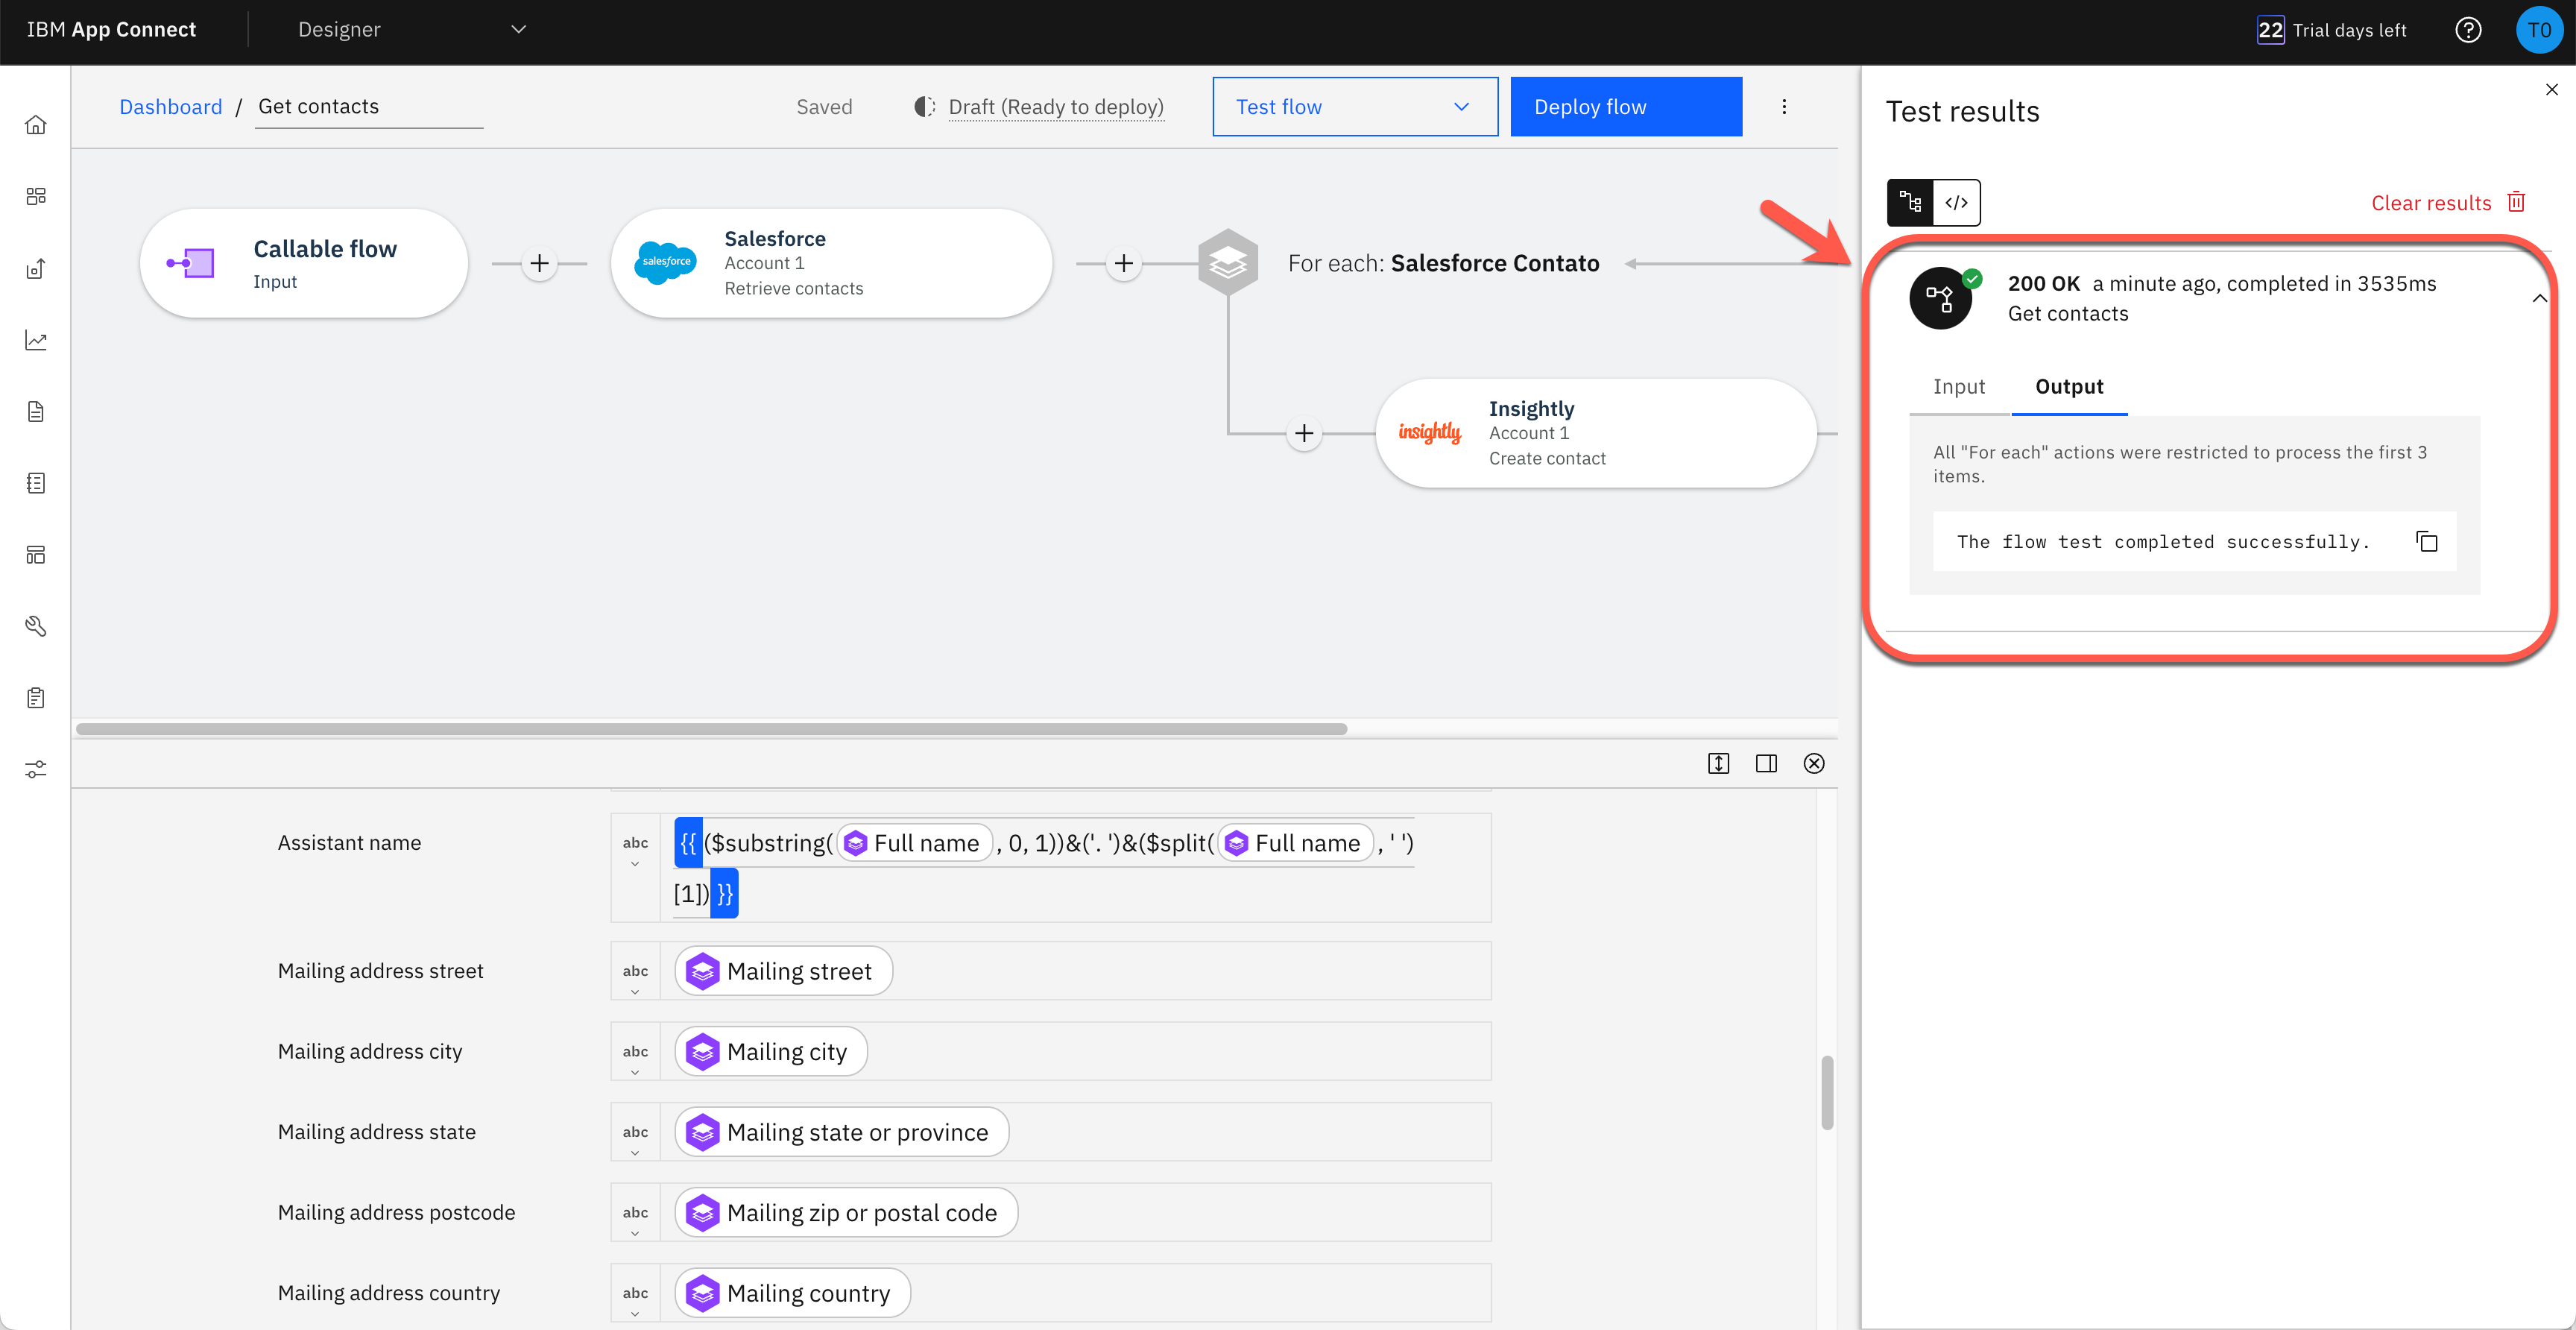 IBM App Connect
Designer
22 Trial days left
T0
Dashboard / Get contacts
Saved
Draft (Ready to deploy)
Test flow
Deploy flow
Callable flow
Input
salesforce
Salesforce
Account 1
Retrieve contacts
For each: Salesforce Contato
insightly
Insightly
Account 1
Create contact
Assistant name
abc
{{ ($substring( Full name , 0, 1))&('. ')&($split( Full name , ' ')
[1]) }}
Mailing address street
abc
Mailing street
Mailing address city
abc
Mailing city
Mailing address state
abc
Mailing state or province
Mailing address postcode
abc
Mailing zip or postal code
Mailing address country
abc
Mailing country
Test results
</>
Clear results
200 OK a minute ago, completed in 3535ms
Get contacts
Input
Output
All "For each" actions were restricted to process the first 3
items.
The flow test completed successfully.